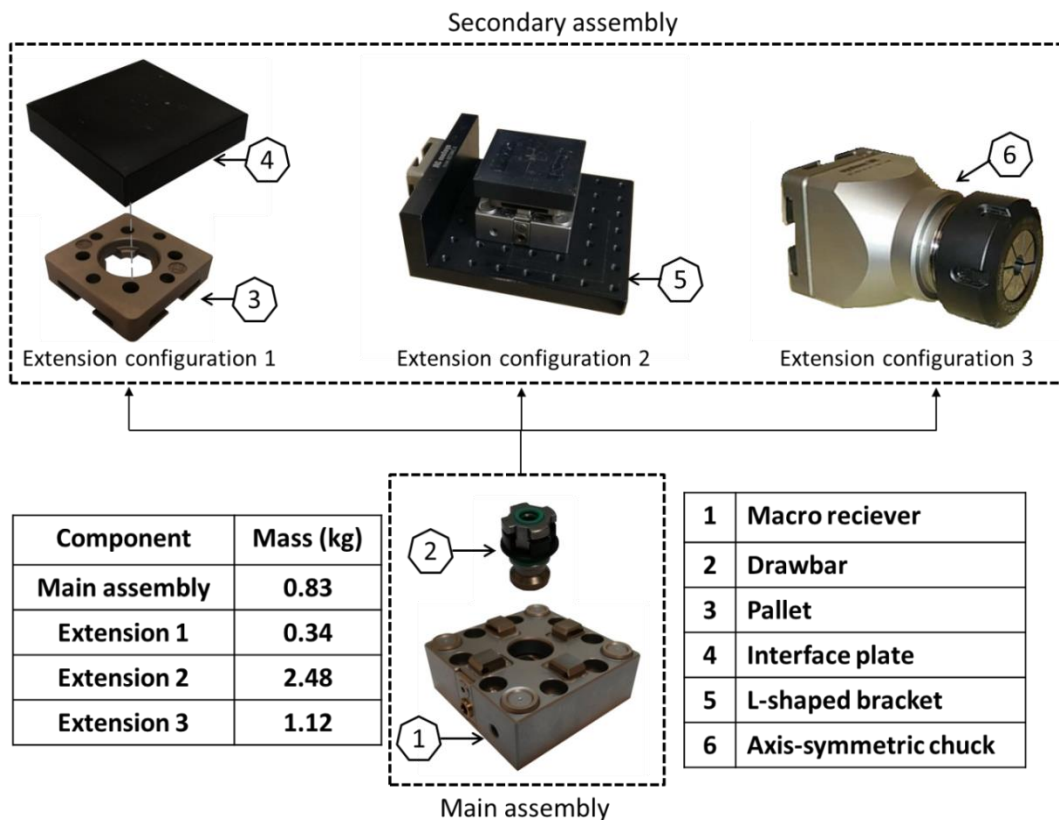 Secondary assembly
4
3
Extension configuration 1
5
Extension configuration 2
6
Extension configuration 3
Component Mass (kg)
Main assembly 0.83
Extension 1 0.34
Extension 2 2.48
Extension 3 1.12
2
1
Main assembly
1 Macro reciever
2 Drawbar
3 Pallet
4 Interface plate
5 L-shaped bracket
6 Axis-symmetric chuck